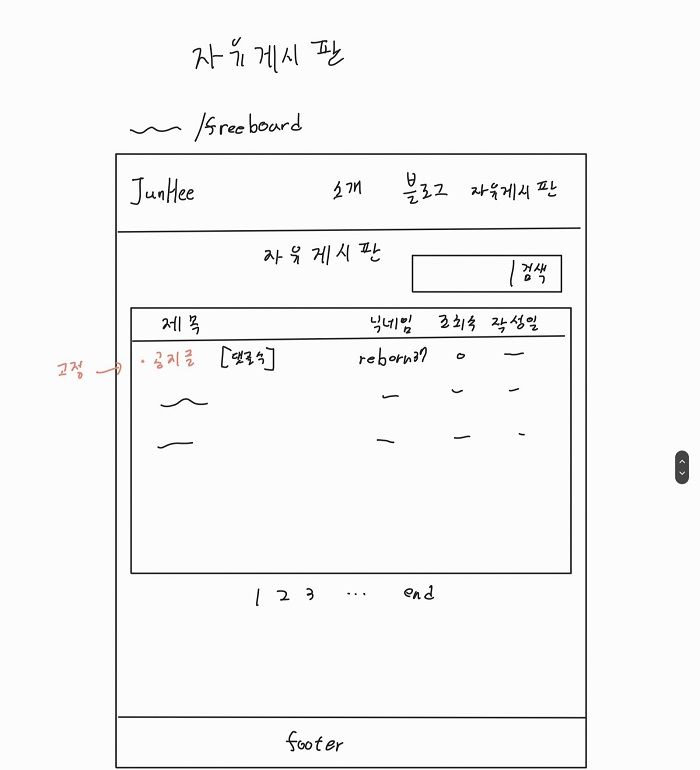 자유게시판
/freeboard
JunHee 소개 블로그 자유게시판
자유게시판
검색
제목 닉네임 조회수 작성일
고정 · 공지글 [댓글수] reborn37 0
1 2 3 ... end
footer